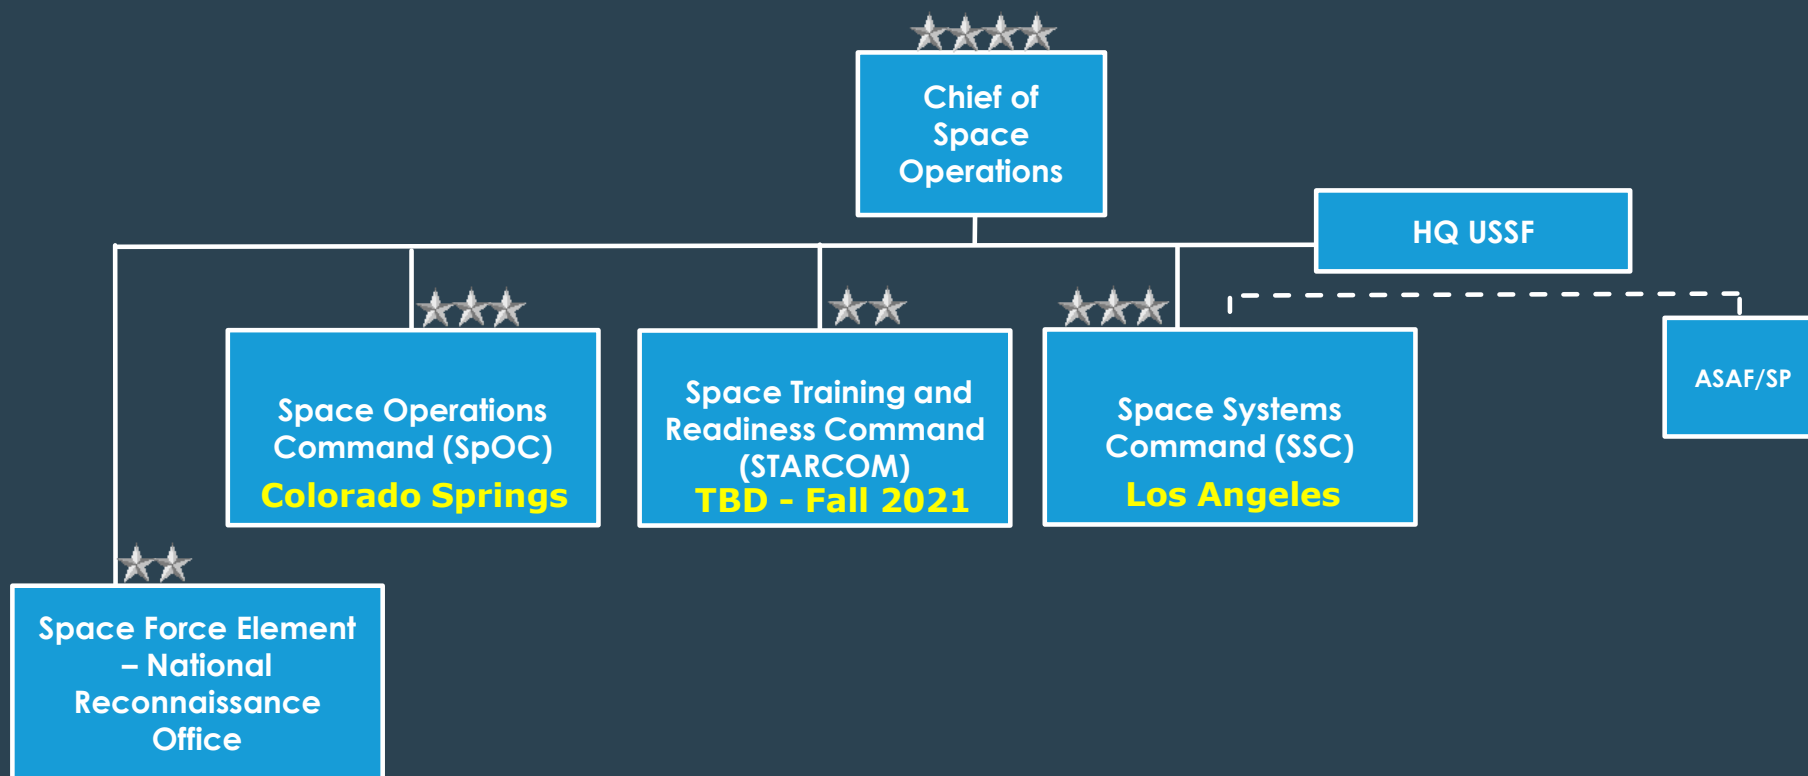 Chief of
Space
Operations
HQ USSF
ASAF/SP
Space Operations
Command (SpOC)
Colorado Springs
Space Training and
Readiness Command
(STARCOM)
TBD - Fall 2021
Space Systems
Command (SSC)
Los Angeles
Space Force Element
– National
Reconnaissance
Office